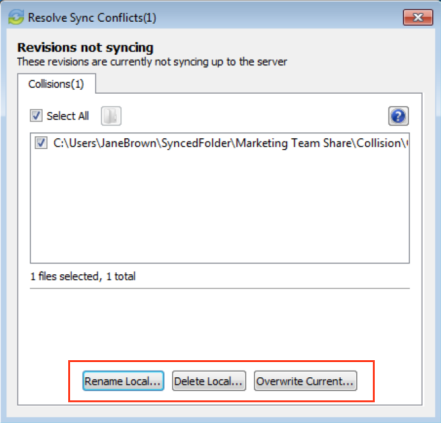 Resolve Sync Conflicts(1)
Revisions not syncing
These revisions are currently not syncing up to the server
Collisions(1)
Select All
C:\Users\JaneBrown\SyncedFolder\Marketing Team Share\Collision\
1 files selected, 1 total
Rename Local... Delete Local... Overwrite Current...